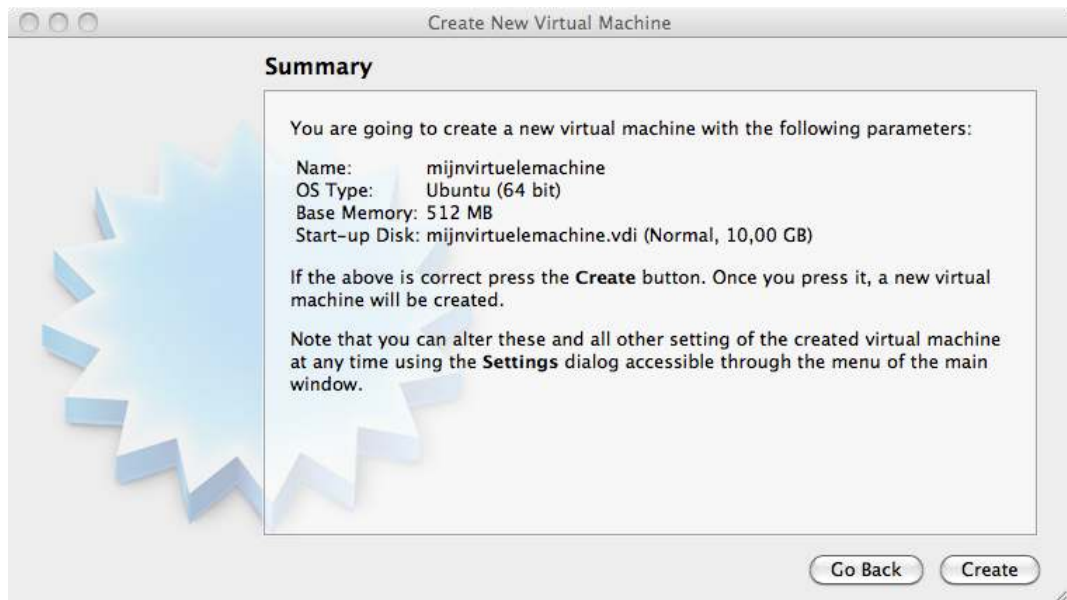 Create New Virtual Machine
Summary
You are going to create a new virtual machine with the following parameters:
Name: mijnvirtuelemachine
OS Type: Ubuntu (64 bit)
Base Memory: 512 MB
Start-up Disk: mijnvirtuelemachine.vdi (Normal, 10,00 GB)
If the above is correct press the Create button. Once you press it, a new virtual
machine will be created.
Note that you can alter these and all other setting of the created virtual machine
at any time using the Settings dialog accessible through the menu of the main
window.
Go Back
Create